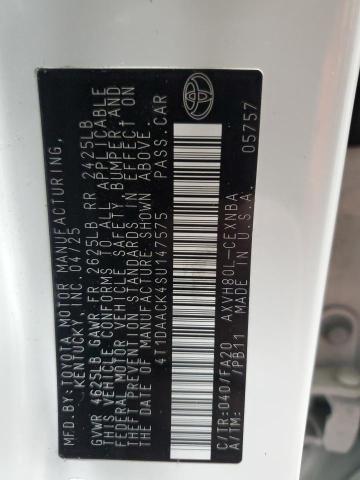 MFD.BY:TOYOTA MOTOR MANUFACTURING,
KENTUCKY, INC. 04/25
GVWR 4625LB GAWR FR 2625LB RR 2425LB
THIS VEHICLE CONFORMS TO ALL APPLICABLE
FEDERAL MOTOR VEHICLE SAFETY, BUMPER AND
THEFT PREVENTION STANDARDS IN EFFECT
ON THE DATE OF MANUFACTURE SHOWN ABOVE.
4T1DAACK4SU147575 PASS.CAR
C/TR:040/FA20 AXVH80L-CEXNBA
A/TM: /PB11 MADE IN U.S.A. 05757